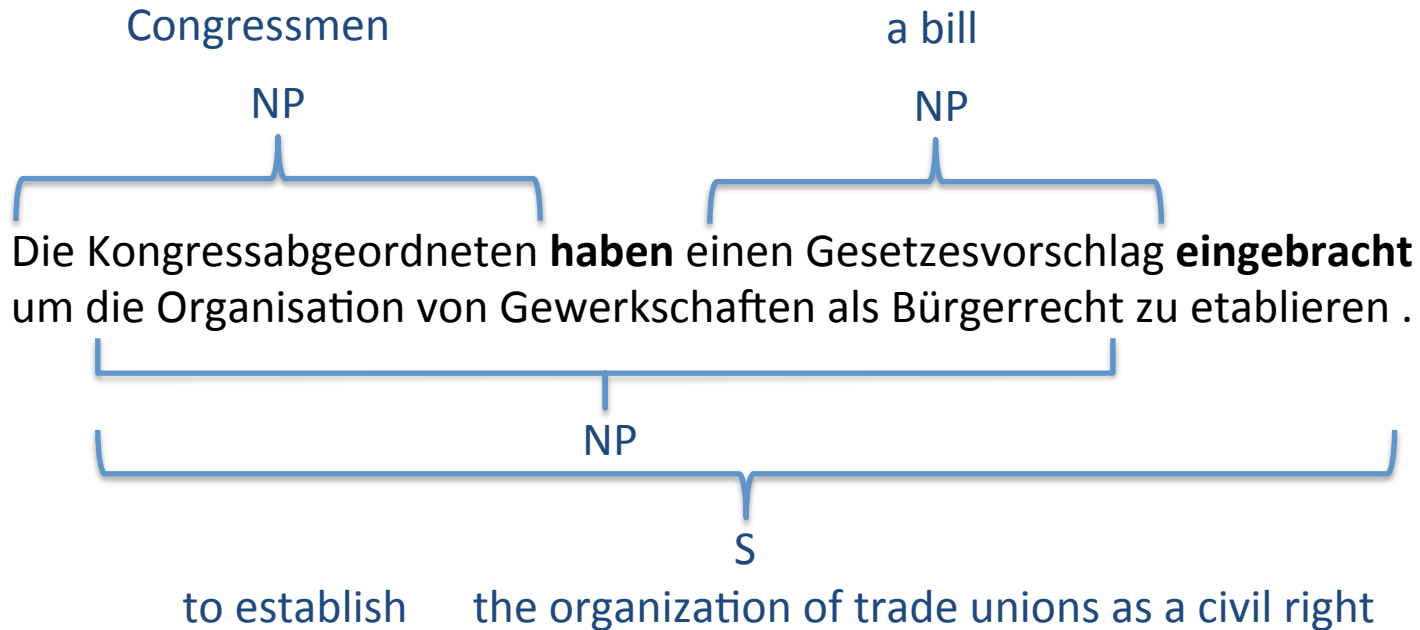 Congressmen a bill
NP NP
Die Kongressabgeordneten haben einen Gesetzesvorschlag eingebracht
um die Organisation von Gewerkschaften als Bürgerrecht zu etablieren .
NP
S
to establish the organization of trade unions as a civil right